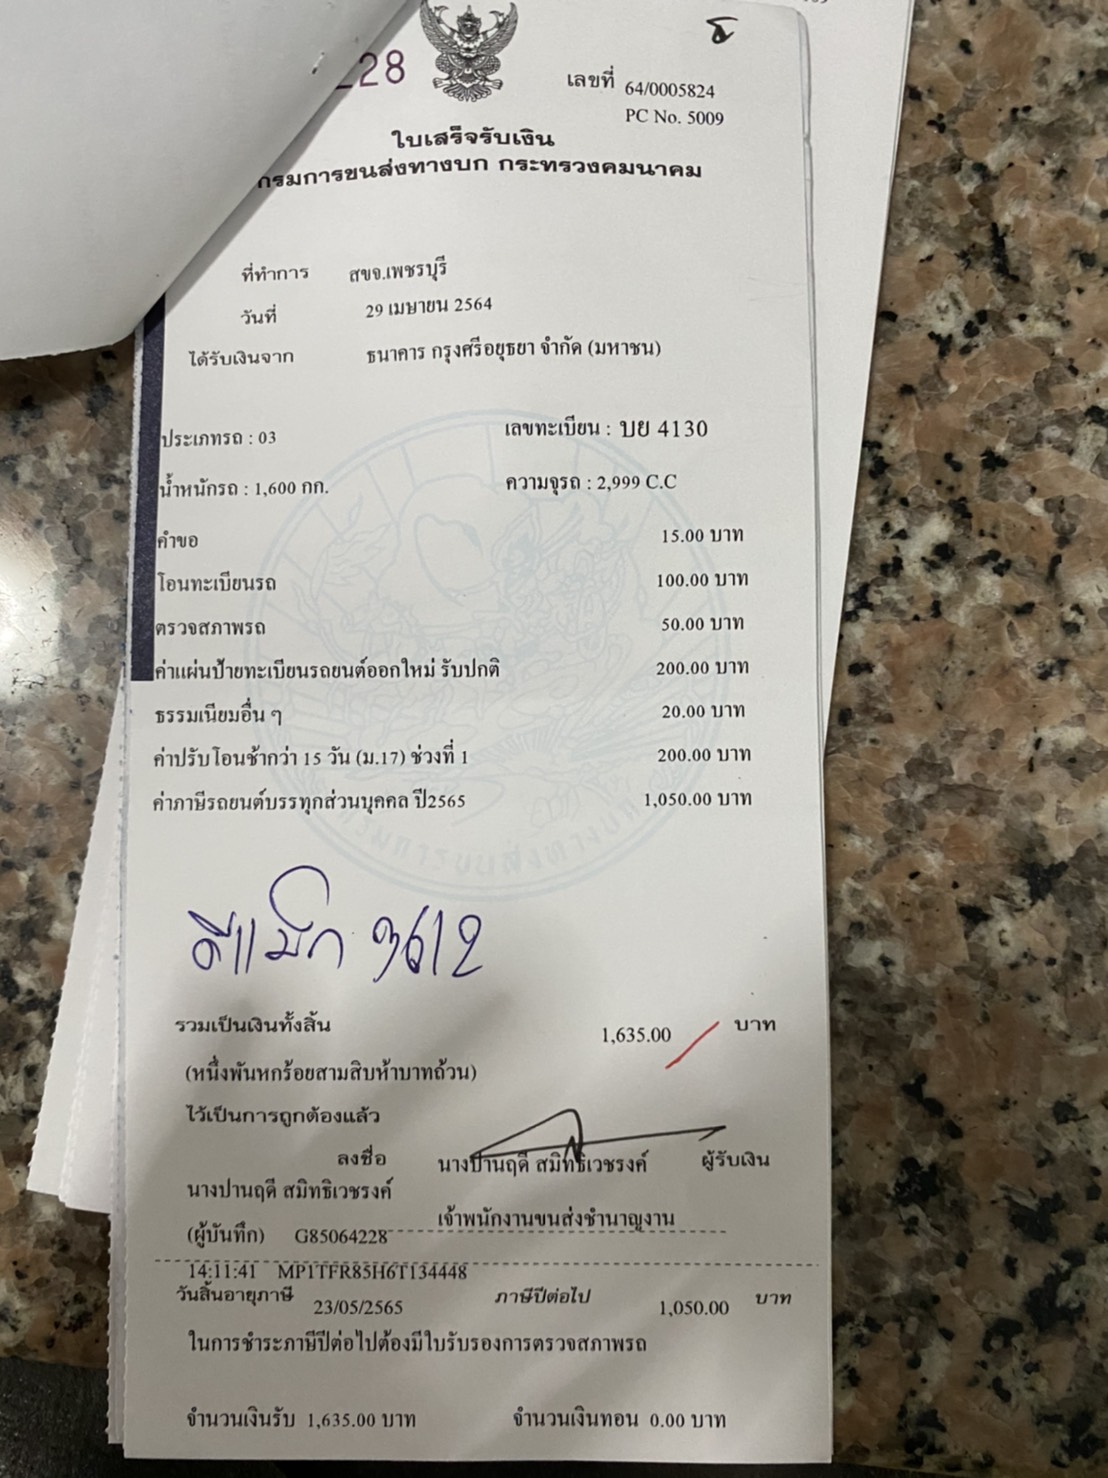 228
เลขที่ 64/0005824
PC No. 5009
ใบเสร็จรับเงิน
กรมการขนส่งทางบก กระทรวงคมนาคม
ที่ทำการ สขจ.เพชรบุรี
วันที่ 29 เมษายน 2564
ได้รับเงินจาก ธนาคาร กรุงศรีอยุธยา จำกัด (มหาชน)
ประเภทรถ : 03 เลขทะเบียน : บย 4130
น้ำหนักรถ : 1,600 กก. ความจุรถ : 2,999 C.C
คำขอ 15.00 บาท
โอนทะเบียนรถ 100.00 บาท
ตรวจสภาพรถ 50.00 บาท
ค่าแผ่นป้ายทะเบียนรถยนต์ออกใหม่ รับปกติ 200.00 บาท
ธรรมเนียมอื่น ๆ 20.00 บาท
ค่าปรับโอนช้ากว่า 15 วัน (ม.17) ช่วงที่ 1 200.00 บาท
ค่าภาษีรถยนต์บรรทุกส่วนบุคคล ปี2565 1,050.00 บาท
กรมการขนส่งทางบก
ดีแม็ก 3612
รวมเป็นเงินทั้งสิ้น 1,635.00 บาท
(หนึ่งพันหกร้อยสามสิบห้าบาทถ้วน)
ไว้เป็นการถูกต้องแล้ว
ลงชื่อ นางปานฤดี สมิทธิเวชรงค์ ผู้รับเงิน
นางปานฤดี สมิทธิเวชรงค์
เจ้าพนักงานขนส่งชำนาญงาน
(ผู้บันทึก) G85064228
14:11:41 MP1TFR85H6T134448
วันสิ้นอายุภาษี 23/05/2565 ภาษีปีต่อไป 1,050.00 บาท
ในการชำระภาษีปีต่อไปต้องมีใบรับรองการตรวจสภาพรถ
จำนวนเงินรับ 1,635.00 บาท จำนวนเงินทอน 0.00 บาท